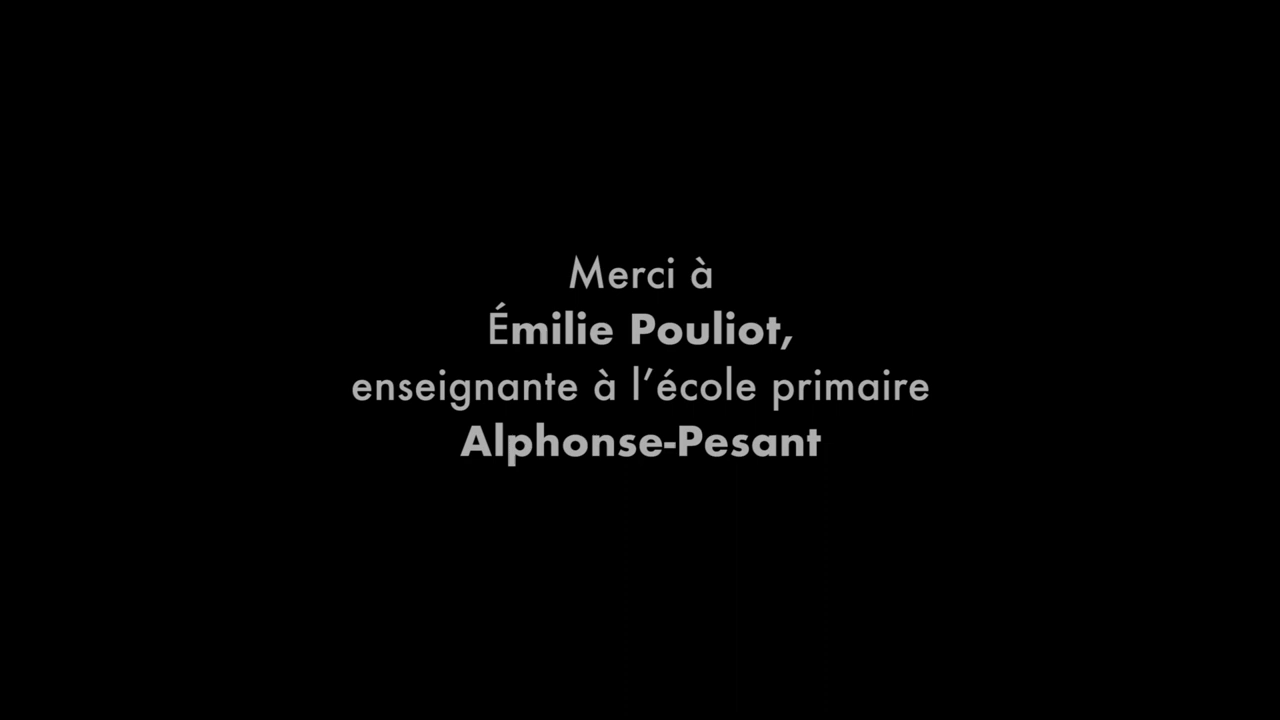 Merci à
Émilie Pouliot,
enseignante à l’école primaire
Alphonse-Pesant